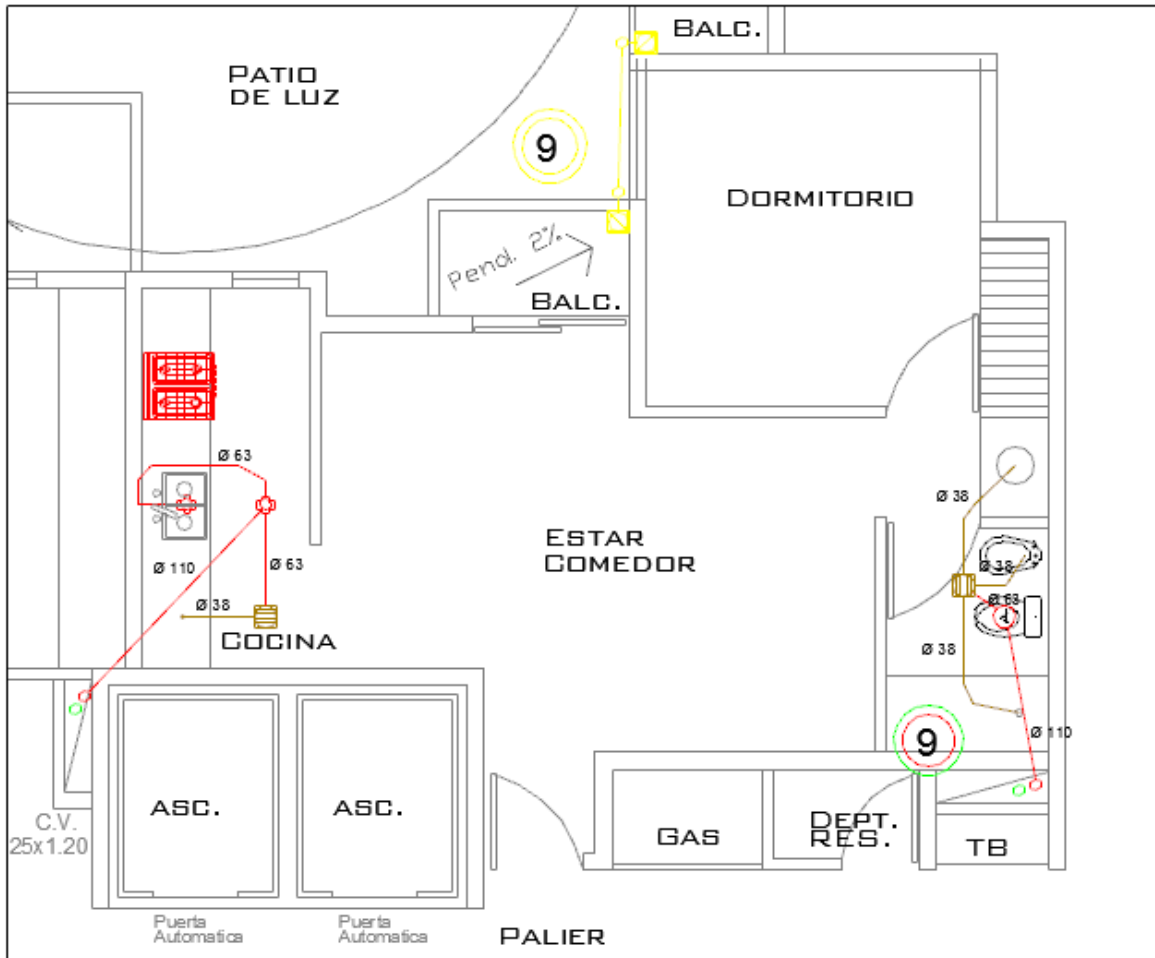 BALC.
PATIO
DE LUZ
9
DORMITORIO
Pend. 2%
BALC.
Ø 63
Ø 38
ESTAR
COMEDOR
Ø 110
Ø 63
Ø 38
Ø 38
Ø 63
COCINA
Ø 38
9
Ø 110
ASC.
ASC.
C.V.
25x1.20
GAS
DEPT.
RES.
TB
Puerta
Automatica
Puerta
Automatica
PALIER